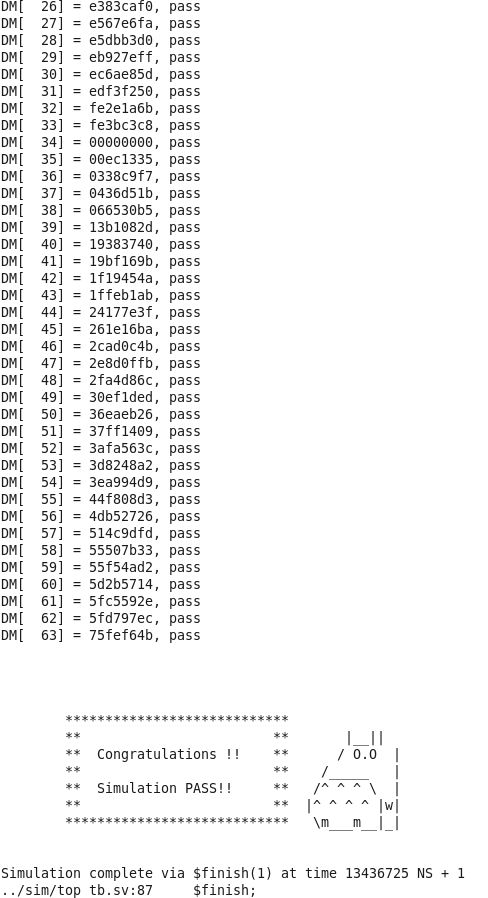 DM[  26] = e383caf0, pass
DM[  27] = e567e6fa, pass
DM[  28] = e5dbb3d0, pass
DM[  29] = eb927eff, pass
DM[  30] = ec6ae85d, pass
DM[  31] = edf3f250, pass
DM[  32] = fe2e1a6b, pass
DM[  33] = fe3bc3c8, pass
DM[  34] = 00000000, pass
DM[  35] = 00ec1335, pass
DM[  36] = 0338c9f7, pass
DM[  37] = 0436d51b, pass
DM[  38] = 066530b5, pass
DM[  39] = 13b1082d, pass
DM[  40] = 19383740, pass
DM[  41] = 19bf169b, pass
DM[  42] = 1f19454a, pass
DM[  43] = 1ffeb1ab, pass
DM[  44] = 24177e3f, pass
DM[  45] = 261e16ba, pass
DM[  46] = 2cad0c4b, pass
DM[  47] = 2e8d0ffb, pass
DM[  48] = 2fa4d86c, pass
DM[  49] = 30ef1ded, pass
DM[  50] = 36eaeb26, pass
DM[  51] = 37ff1409, pass
DM[  52] = 3afa563c, pass
DM[  53] = 3d8248a2, pass
DM[  54] = 3ea994d9, pass
DM[  55] = 44f808d3, pass
DM[  56] = 4db52726, pass
DM[  57] = 514c9dfd, pass
DM[  58] = 55507b33, pass
DM[  59] = 55f54ad2, pass
DM[  60] = 5d2b5714, pass
DM[  61] = 5fc5592e, pass
DM[  62] = 5fd797ec, pass
DM[  63] = 75fef64b, pass
        ****************************
        **                        **       |__||
        **  Congratulations !!    **      / O.O  |
        **                        **    /_____   |
        **  Simulation PASS!!     **   /^ ^ ^ \  |
        **                        **  |^ ^ ^ ^ |w|
        ****************************   \m___m__|_|
Simulation complete via $finish(1) at time 13436725 NS + 1
../sim/top tb.sv:87     $finish;